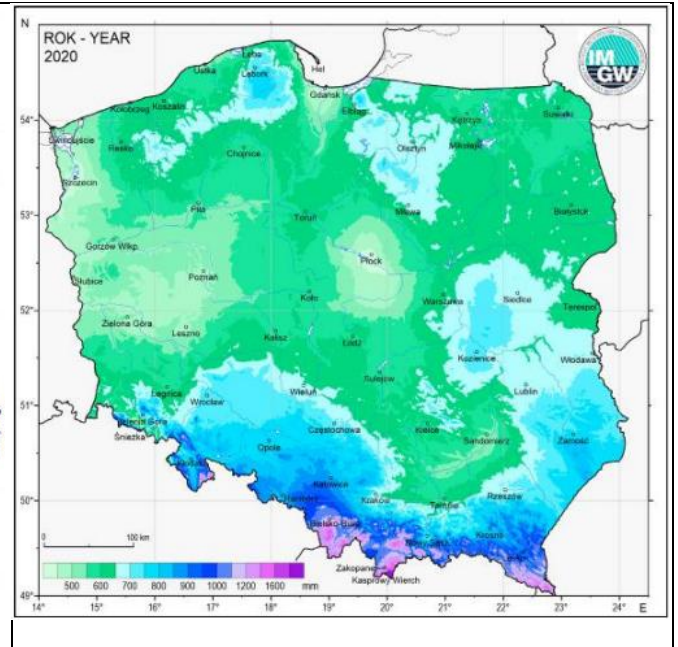 N
ROK - YEAR
2020
IM
GW
Łeba
Ustka
Lębork
Hel
Gdańsk
Elbląg
Kołobrzeg
Koszalin
54°
Kętrzyn
Suwałki
Świnoujście
Resko
Chojnice
Olsztyn
Mikołajki
Szczecin
Piła
Toruń
Mława
Białystok
53°
Gorzów Wlkp.
Płock
Poznań
Słubice
Koło
Warszawa
Siedlce
Terespol
52°
Zielona Góra
Leszno
Kalisz
Łódź
Kozienice
Włodawa
Sulejów
Legnica
Wrocław
Wieluń
Lublin
51°
Jelenia Góra
Śnieżka
Częstochowa
Kielce
Sandomierz
Zamość
Opole
Katowice
50°
Kraków
Tarnów
Rzeszów
Bielsko-Biała
Krosno
0 100 km
Zakopane
Kasprowy Wierch
500 600 700 800 900 1000 1200 1600 mm
49°
14° 15° 16° 17° 18° 19° 20° 21° 22° 23° 24° E